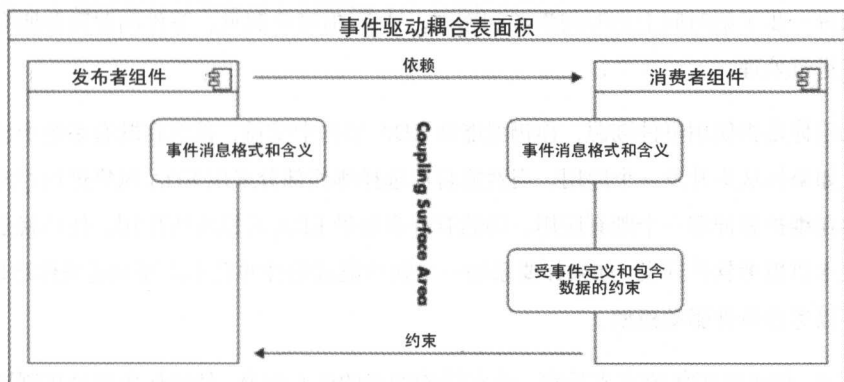 事件驱动耦合表面积
发布者组件
依赖
消费者组件
事件消息格式和含义
Coupling Surface Area
事件消息格式和含义
受事件定义和包含
数据的约束
约束